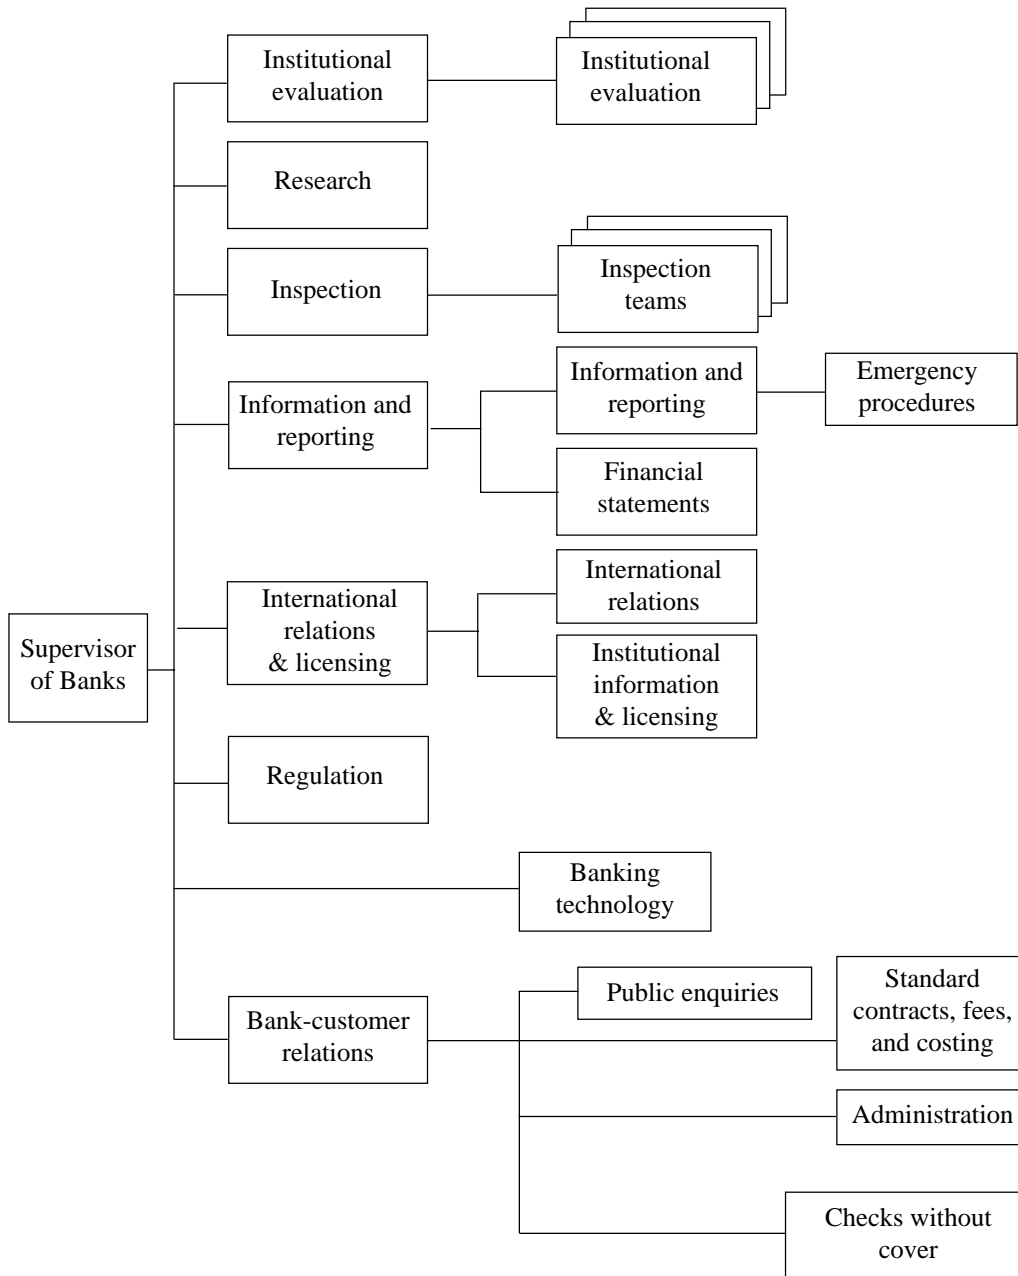 Institutional
evaluation
Institutional
evaluation
Research
Inspection
Inspection
teams
Information and
reporting
Information and
reporting
Emergency
procedures
Financial
statements
Supervisor
of Banks
International
relations
& licensing
International
relations
Institutional
information
& licensing
Regulation
Banking
technology
Bank-customer
relations
Public enquiries
Standard
contracts, fees,
and costing
Administration
Checks without
cover